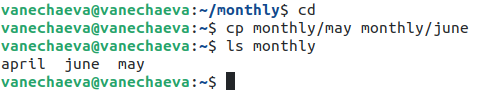 vanechaeva@vanechaeva:~/monthly$ cd
vanechaeva@vanechaeva:~$ cp monthly/may monthly/june
vanechaeva@vanechaeva:~$ ls monthly
april  june  may
vanechaeva@vanechaeva:~$